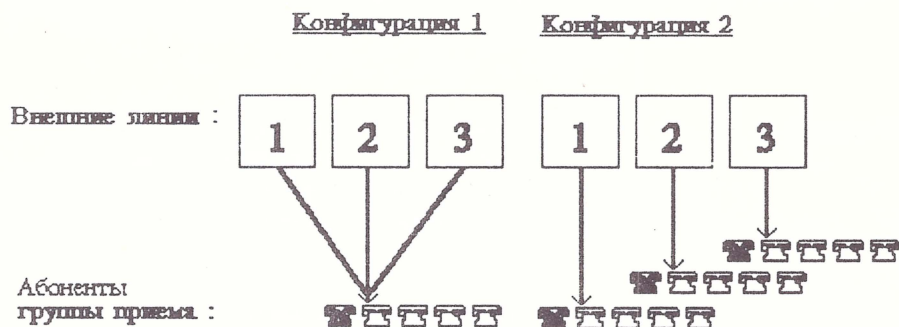 Конфигурация 1 Конфигурация 2
Внешние линии : 1 2 3 1 2 3
Абоненты
группы приема :